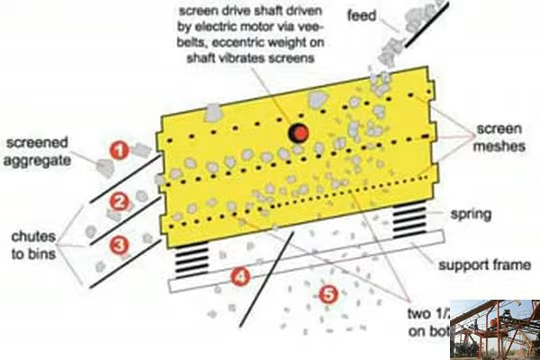 screen drive shaft driven
by electric motor via vee-
belts, eccentric weight on
shaft vibrates screens
feed
screened
aggregate
1
screen
meshes
2
chutes
to bins
3
spring
support frame
4
5
two
on